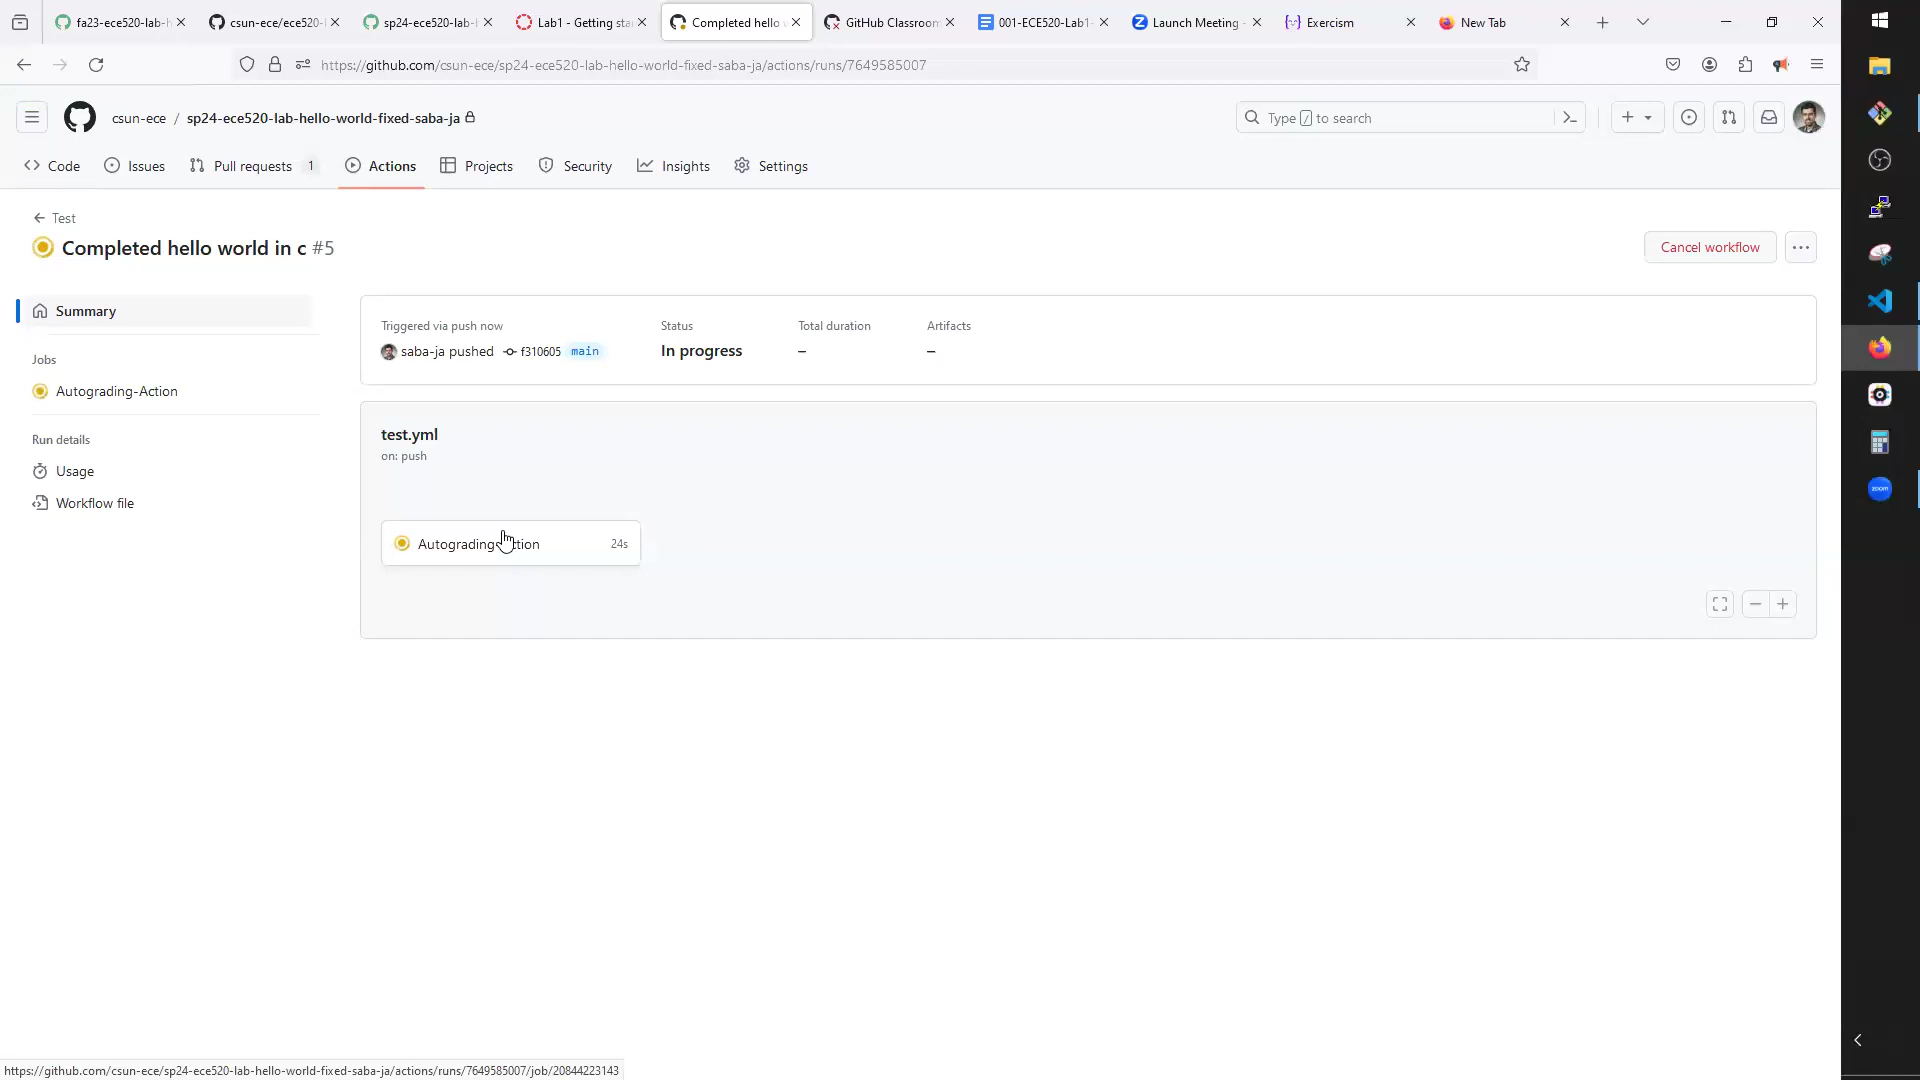 fa23-ece520-lab-h
csun-ece/ece520-l
sp24-ece520-lab-h
Lab1 - Getting sta
Completed hello w
GitHub Classroom
001-ECE520-Lab1-
Launch Meeting -
Exercism
New Tab
https://github.com/csun-ece/sp24-ece520-lab-hello-world-fixed-saba-ja/actions/runs/7649585007
csun-ece / sp24-ece520-lab-hello-world-fixed-saba-ja
Type / to search
Code
Issues
Pull requests 1
Actions
Projects
Security
Insights
Settings
Test
Completed hello world in c #5
Cancel workflow
Summary
Jobs
Autograding-Action
Run details
Usage
Workflow file
Triggered via push now
saba-ja pushed f310605 main
Status
In progress
Total duration
–
Artifacts
–
test.yml
on: push
Autograding-Action 24s
zoom
https://github.com/csun-ece/sp24-ece520-lab-hello-world-fixed-saba-ja/actions/runs/7649585007/job/20844223143